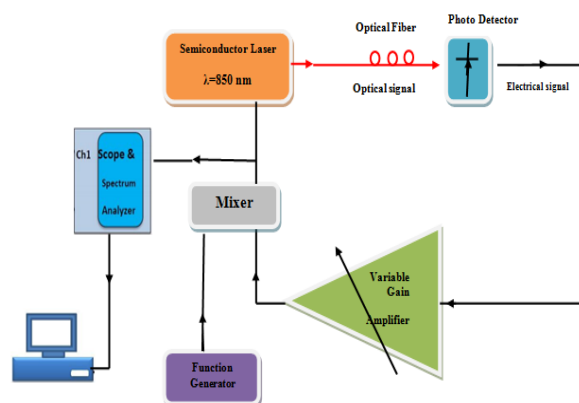 Semiconductor Laser
λ=850 nm
Optical Fiber
Optical signal
Photo Detector
Electrical signal
Ch1
Scope &
Spectrum
Analyzer
Mixer
Variable
Gain
Amplifier
Function
Generator